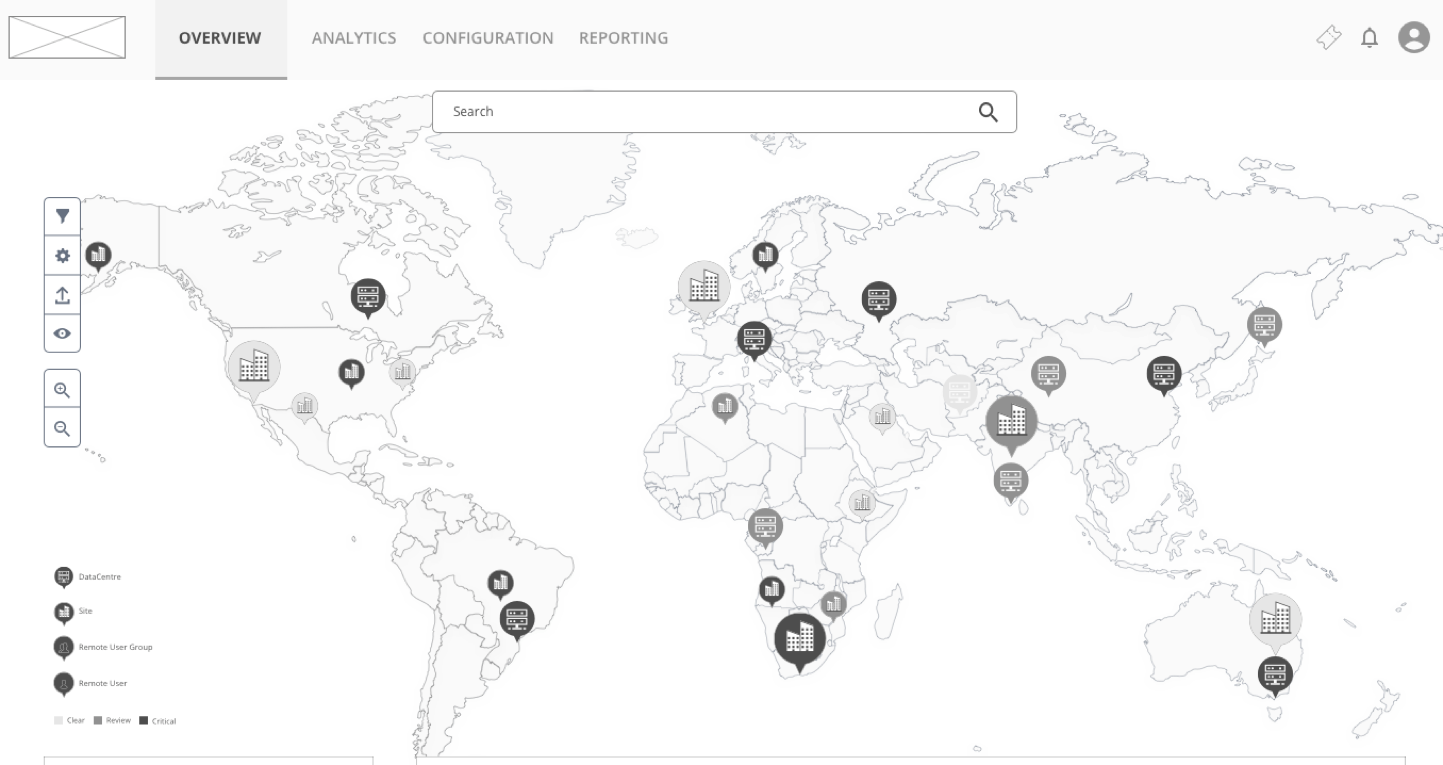 OVERVIEW ANALYTICS CONFIGURATION REPORTING
Search
DataCentre
Site
Remote User Group
Remote User
Clear Review Critical